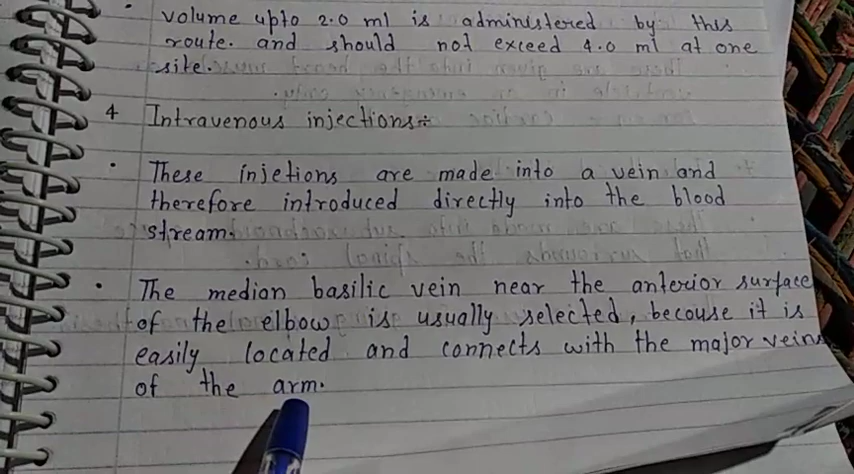 • volume upto 2.0 ml is administered by this
route. and should not exceed 4.0 ml at one
site.
4 Intravenous injections:-
• These injetions are made into a vein and
therefore introduced directly into the blood
stream.
• The median basilic vein near the anterior surface
of the elbow is usually selected, becouse it is
easily located and connects with the major veins
of the arm.